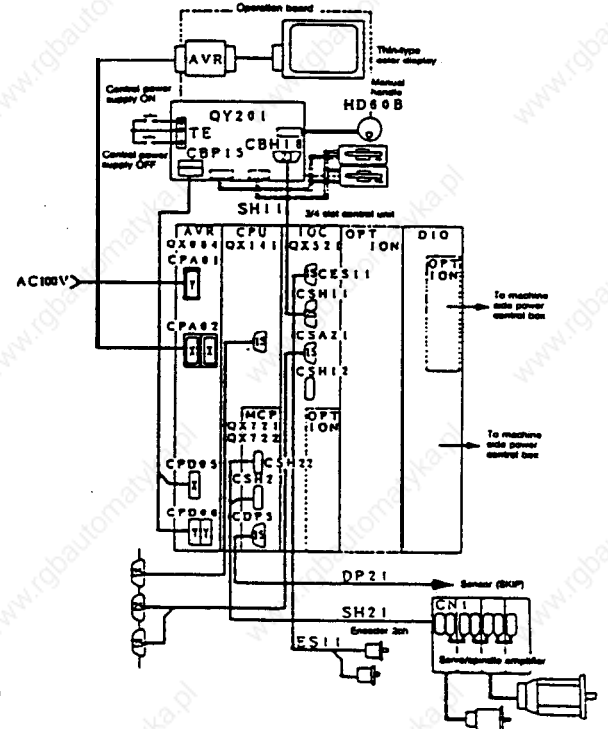 Operation board
AVR
Thin-type
color display
Control power
supply ON
Manual
handle
HD60B
QY201
TE
CBH18
CBP15
Control power
supply OFF
SH11
3/4 slot control unit
AVR
QX084
CPU
QX141
IOC
QX521
OPT
ION
DIO
CPA01
CES11
OPT
ION
AC100V
CSH11
To machine
side power
control box
CPA02
CSA21
CSH12
MCP
QX721
QX722
OPT
ION
To machine
side power
control box
CPD05
CSH22
CSH2
CDP3
CPD06
DP21
Sensor (SKIP)
SH21
CN1
Encoder 2ch
ES11
Servo/spindle amplifier
www.rgbautomatyka.pl